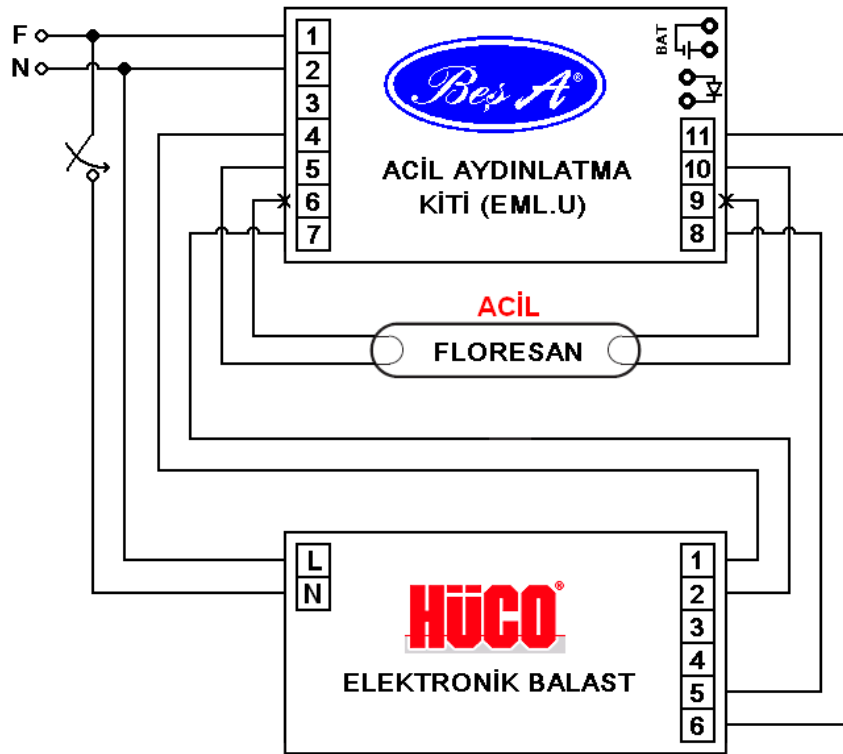 F
N
1
2
3
4
5
6
7
Beş A®
ACİL AYDINLATMA
KİTİ (EML.U)
BAT
11
10
9
8
ACİL
FLORESAN
L
N
HÜCO®
ELEKTRONİK BALAST
1
2
3
4
5
6